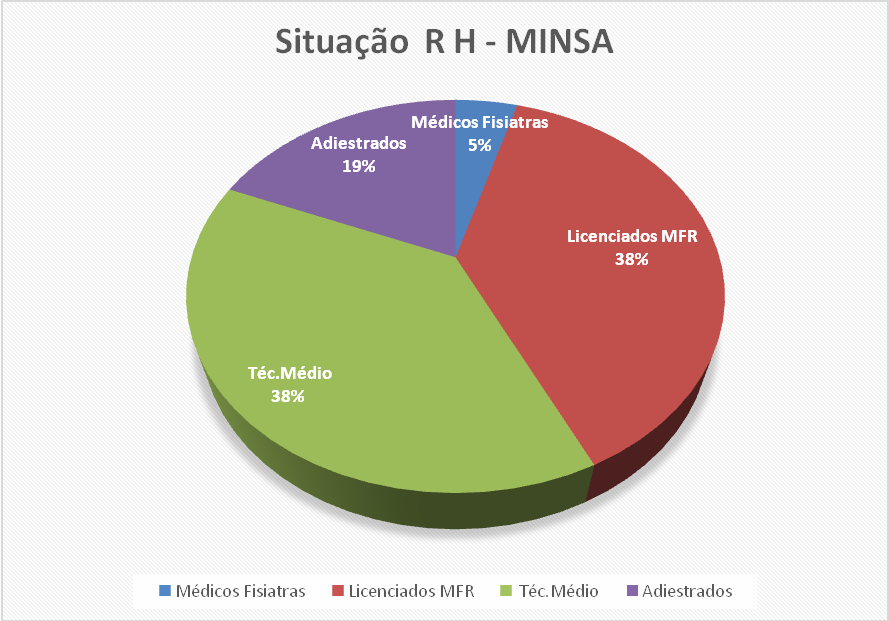 Situação R H - MINSA
Médicos Fisiatras
5%
Adiestrados
19%
Licenciados MFR
38%
Téc.Médio
38%
Médicos Fisiatras Licenciados MFR Téc.Médio Adiestrados